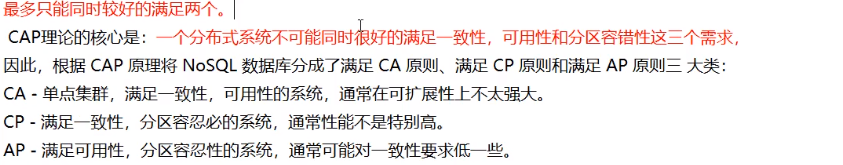 最多只能同时较好的满足两个。
CAP理论的核心是：一个分布式系统不可能同时很好的满足一致性，可用性和分区容错性这三个需求，
因此，根据 CAP 原理将 NoSQL 数据库分成了满足 CA 原则、满足 CP 原则和满足 AP 原则三 大类：
CA - 单点集群，满足一致性，可用性的系统，通常在可扩展性上不太强大。
CP - 满足一致性，分区容忍必的系统，通常性能不是特别高。
AP - 满足可用性，分区容忍性的系统，通常可能对一致性要求低一些。